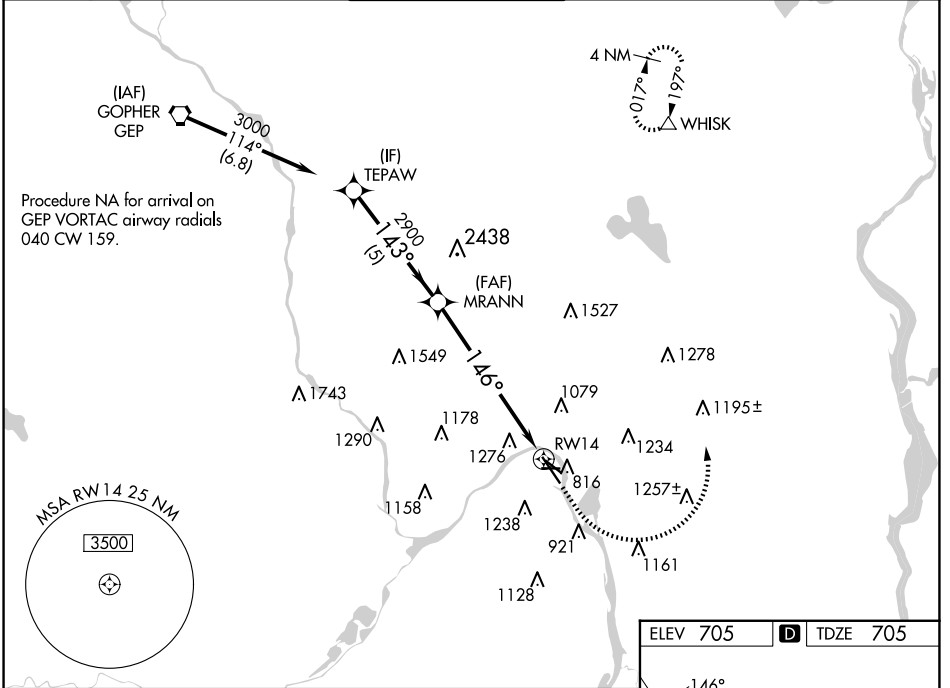 4 NM
017°
197°
WHISK
(IAF)
GOPHER
GEP
3000
114°
(6.8)
(IF)
TEPAW
Procedure NA for arrival on
GEP VORTAC airway radials
040 CW 159.
2900
143°
(5)
2438
(FAF)
MRANN
1527
1549
1278
146°
1743
1079
1195±
1290
1178
1276
RW14
1234
816
1158
1257±
1238
921
1161
1128
MSA RW14 25 NM
3500
ELEV 705 D TDZE 705
146°